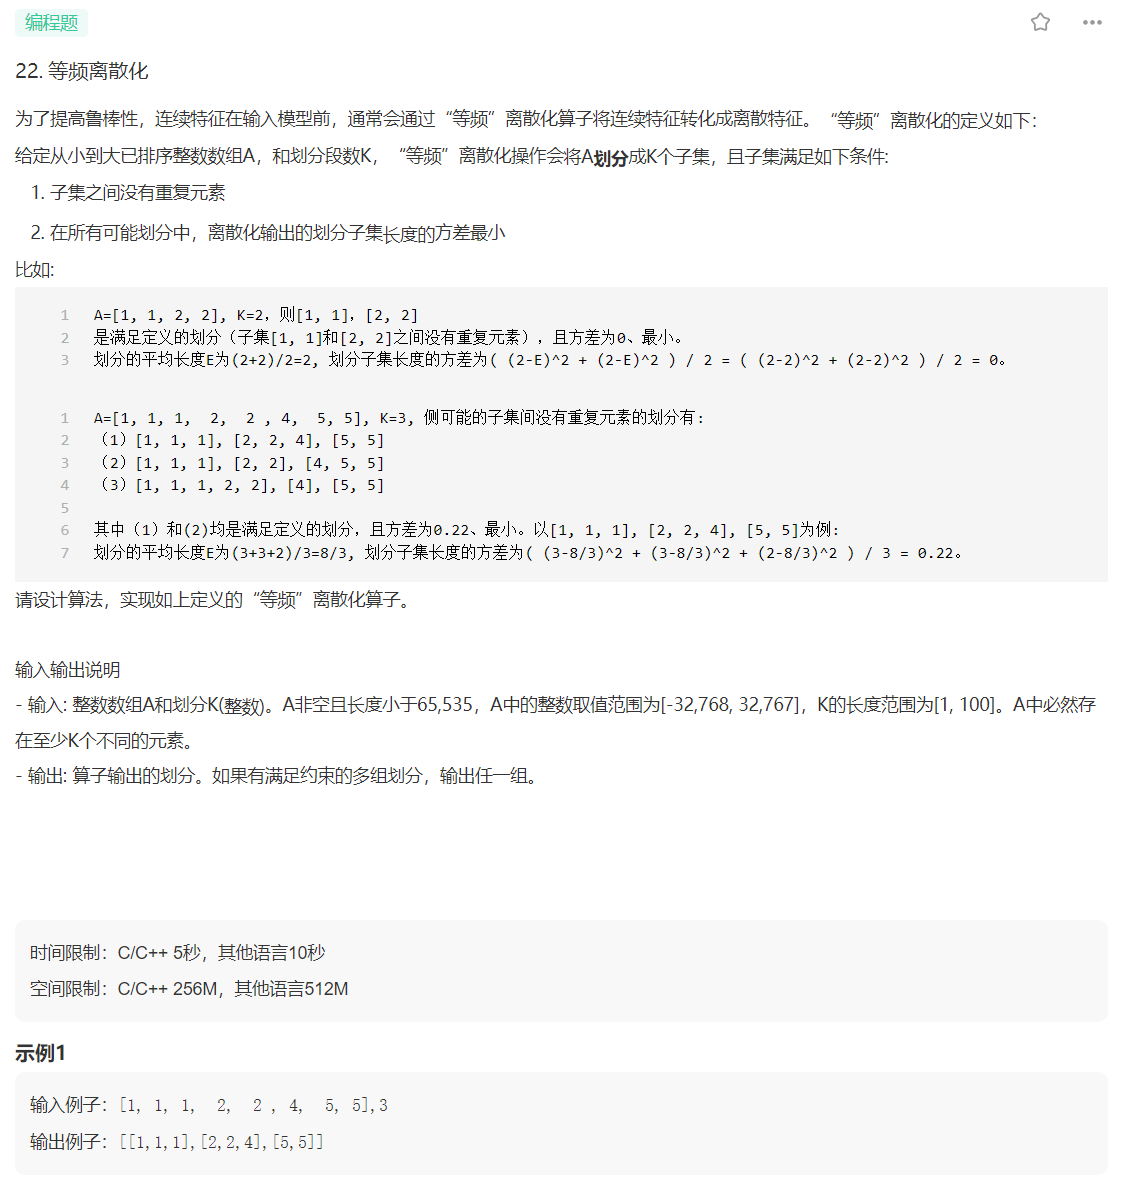 编程题
22. 等频离散化
为了提高鲁棒性，连续特征在输入模型前，通常会通过“等频”离散化算子将连续特征转化成离散特征。“等频”离散化的定义如下：
给定从小到大已排序整数数组A，和划分段数K，“等频”离散化操作会将A划分成K个子集，且子集满足如下条件:
1. 子集之间没有重复元素
2. 在所有可能划分中，离散化输出的划分子集长度的方差最小
比如:
1 A=[1, 1, 2, 2], K=2，则[1, 1]，[2, 2]
2 是满足定义的划分（子集[1, 1]和[2, 2]之间没有重复元素），且方差为0、最小。
3 划分的平均长度E为(2+2)/2=2, 划分子集长度的方差为( (2-E)^2 + (2-E)^2 ) / 2 = ( (2-2)^2 + (2-2)^2 ) / 2 = 0。
1 A=[1, 1, 1, 2, 2 , 4, 5, 5], K=3, 侧可能的子集间没有重复元素的划分有:
2 （1）[1, 1, 1], [2, 2, 4], [5, 5]
3 （2）[1, 1, 1], [2, 2], [4, 5, 5]
4 （3）[1, 1, 1, 2, 2], [4], [5, 5]
5
6 其中（1）和(2)均是满足定义的划分，且方差为0.22、最小。以[1, 1, 1], [2, 2, 4], [5, 5]为例:
7 划分的平均长度E为(3+3+2)/3=8/3, 划分子集长度的方差为( (3-8/3)^2 + (3-8/3)^2 + (2-8/3)^2 ) / 3 = 0.22。
请设计算法，实现如上定义的“等频”离散化算子。
输入输出说明
- 输入: 整数数组A和划分K(整数)。A非空且长度小于65,535，A中的整数取值范围为[-32,768, 32,767]，K的长度范围为[1, 100]。A中必然存
在至少K个不同的元素。
- 输出: 算子输出的划分。如果有满足约束的多组划分，输出任一组。
时间限制：C/C++ 5秒，其他语言10秒
空间限制：C/C++ 256M，其他语言512M
示例1
输入例子：[1, 1, 1, 2, 2 , 4, 5, 5],3
输出例子：[[1,1,1],[2,2,4],[5,5]]